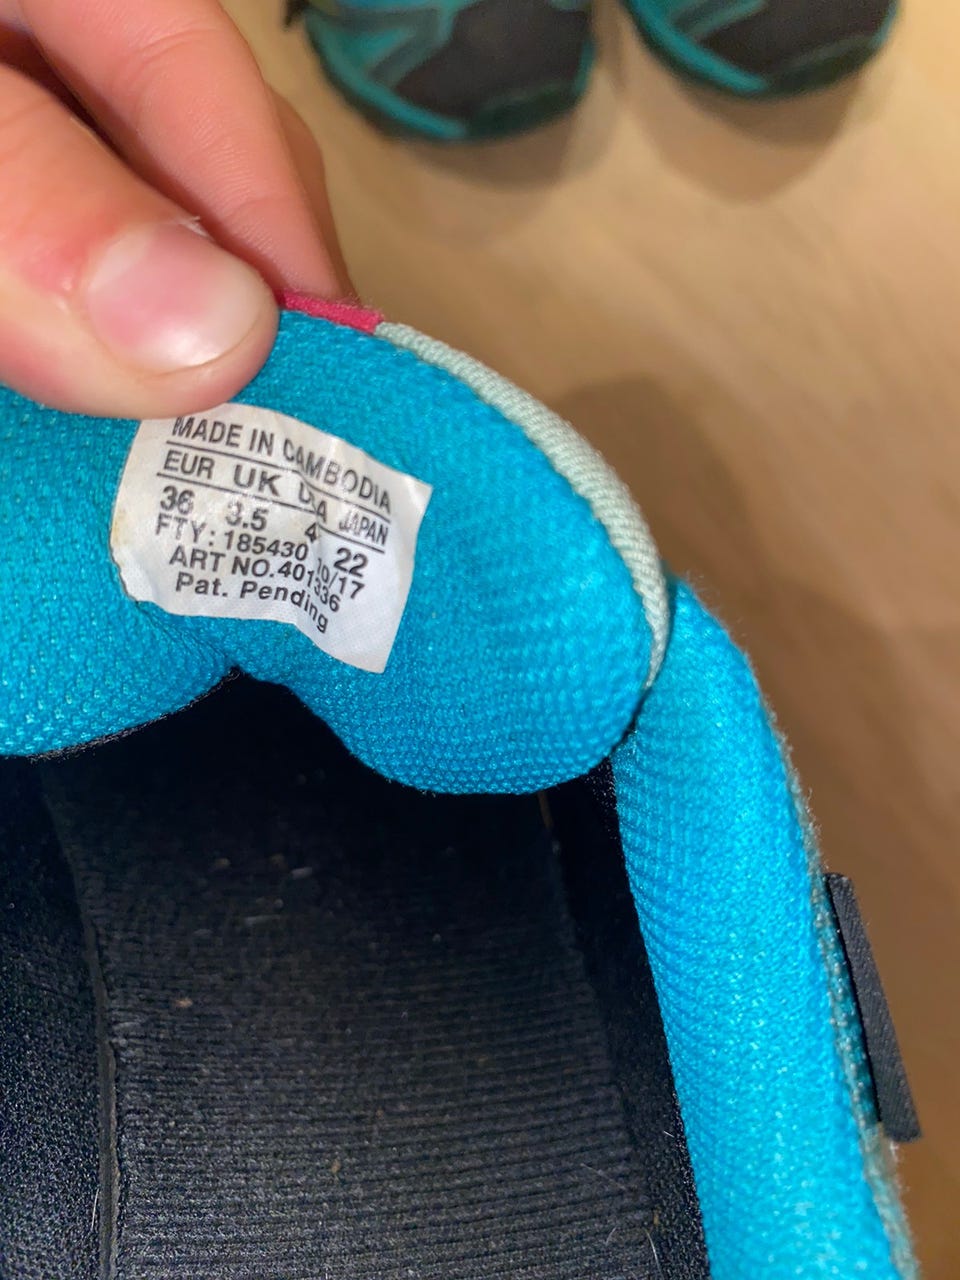 MADE IN CAMBODIA
EUR UK USA JAPAN
36 3.5 4 22
FTY: 185430 10/17
ART NO. 401336
Pat. Pending